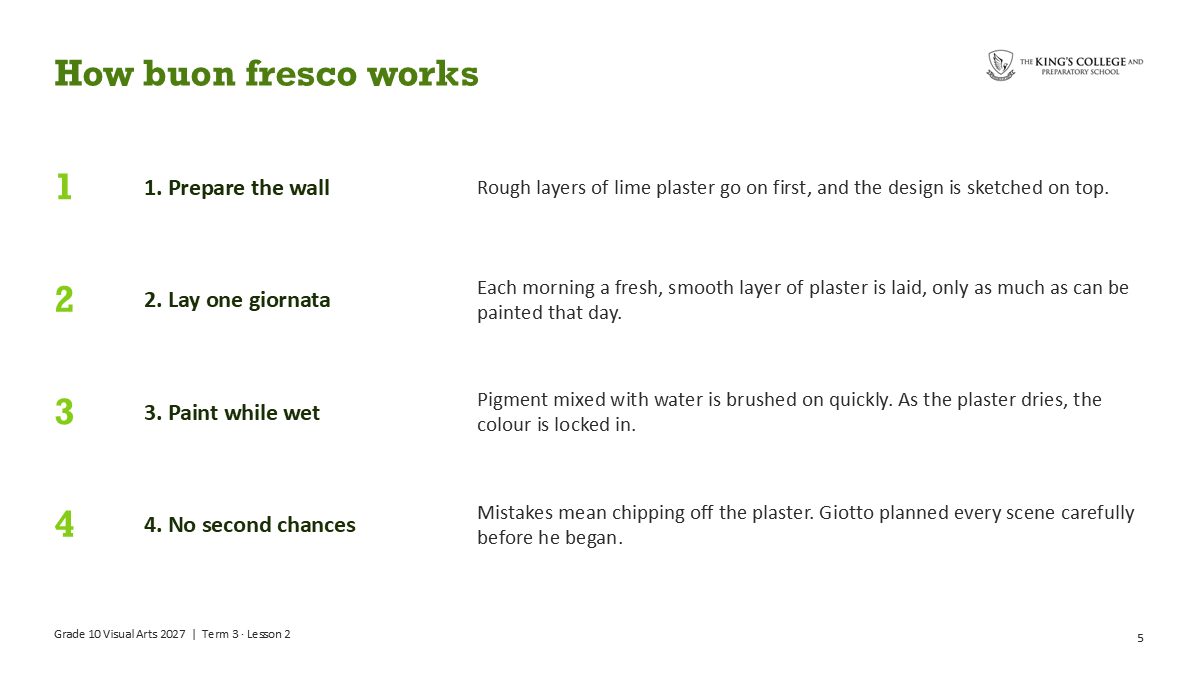 How buon fresco works
THE KING'S COLLEGE AND
PREPARATORY SCHOOL
1
1. Prepare the wall
Rough layers of lime plaster go on first, and the design is sketched on top.
2
2. Lay one giornata
Each morning a fresh, smooth layer of plaster is laid, only as much as can be
painted that day.
3
3. Paint while wet
Pigment mixed with water is brushed on quickly. As the plaster dries, the
colour is locked in.
4
4. No second chances
Mistakes mean chipping off the plaster. Giotto planned every scene carefully
before he began.
Grade 10 Visual Arts 2027 | Term 3 · Lesson 2
5